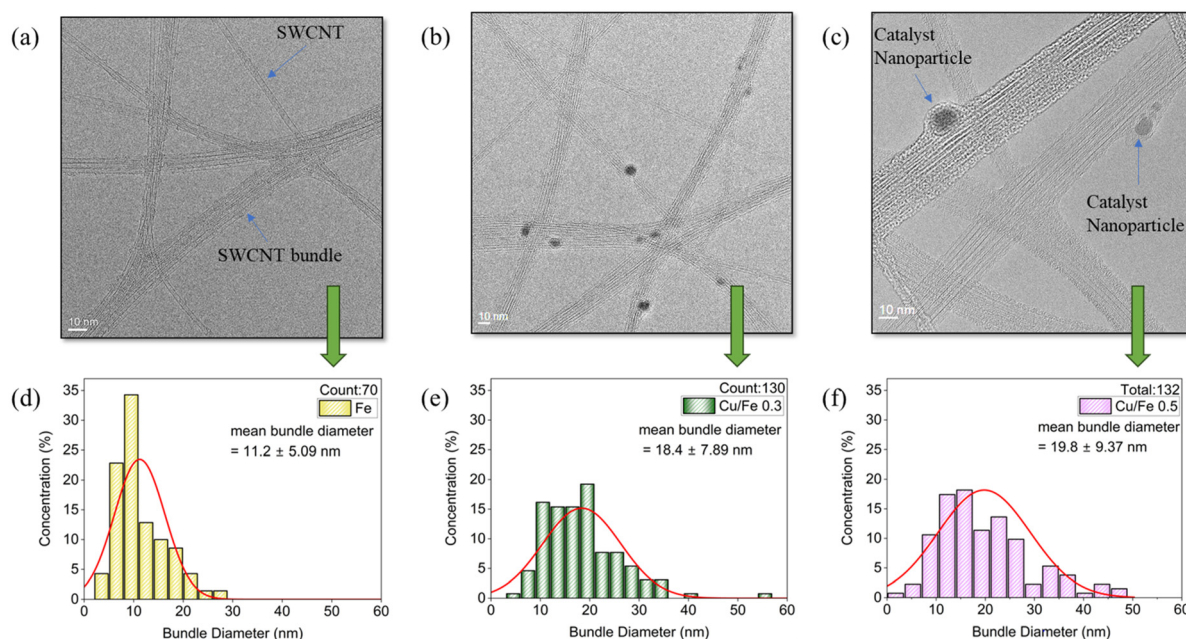 (a)
SWCNT
SWCNT bundle
10 nm
(b)
10 nm
(c)
Catalyst
Nanoparticle
Catalyst
Nanoparticle
10 nm
(d)
Count:70
Fe
mean bundle diameter
= 11.2 ± 5.09 nm
Concentration (%)
35
30
25
20
15
10
5
0
0 10 20 30 40 50 60
Bundle Diameter (nm)
(e)
Count:130
Cu/Fe 0.3
mean bundle diameter
= 18.4 ± 7.89 nm
Concentration (%)
35
30
25
20
15
10
5
0
0 10 20 30 40 50 60
Bundle Diameter (nm)
(f)
Total:132
Cu/Fe 0.5
mean bundle diameter
= 19.8 ± 9.37 nm
Concentration (%)
35
30
25
20
15
10
5
0
0 10 20 30 40 50 60
Bundle Diameter (nm)